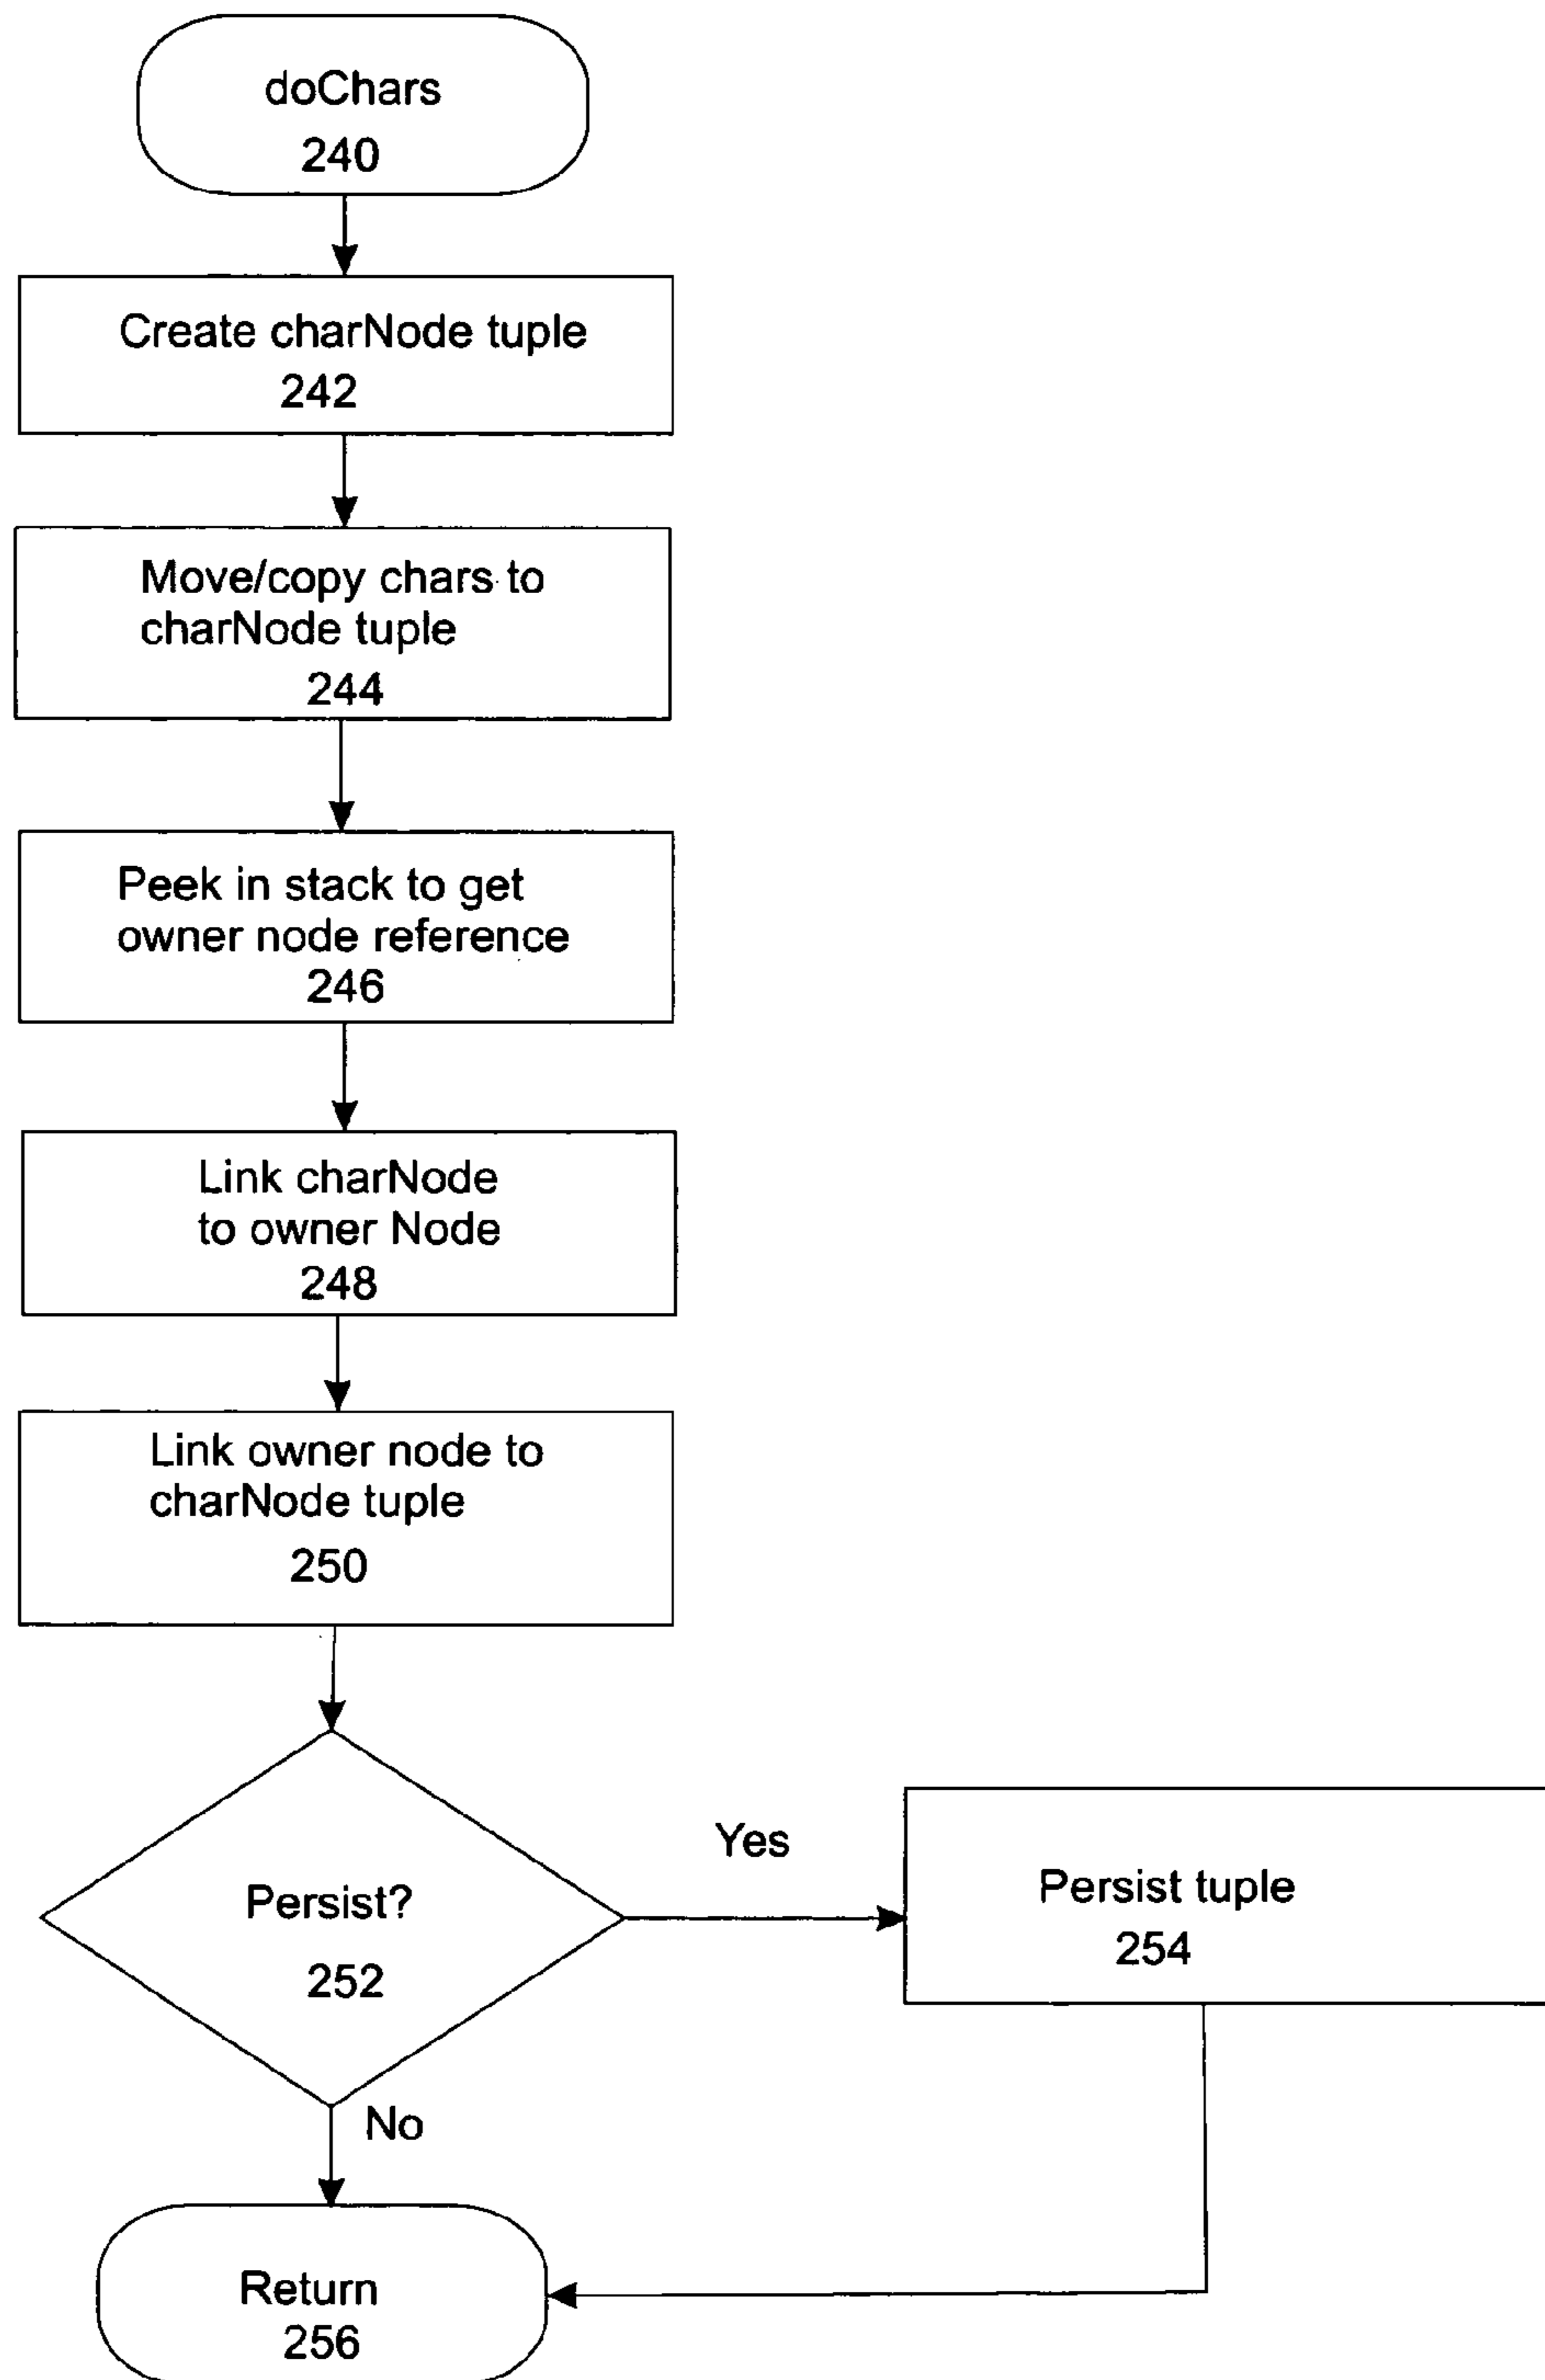 doChars
240
Create charNode tuple
242
Move/copy chars to
charNode tuple
244
Peek in stack to get
owner node reference
246
Link charNode
to owner Node
248
Link owner node to
charNode tuple
250
Persist?
252
Yes
Persist tuple
254
No
Return
256